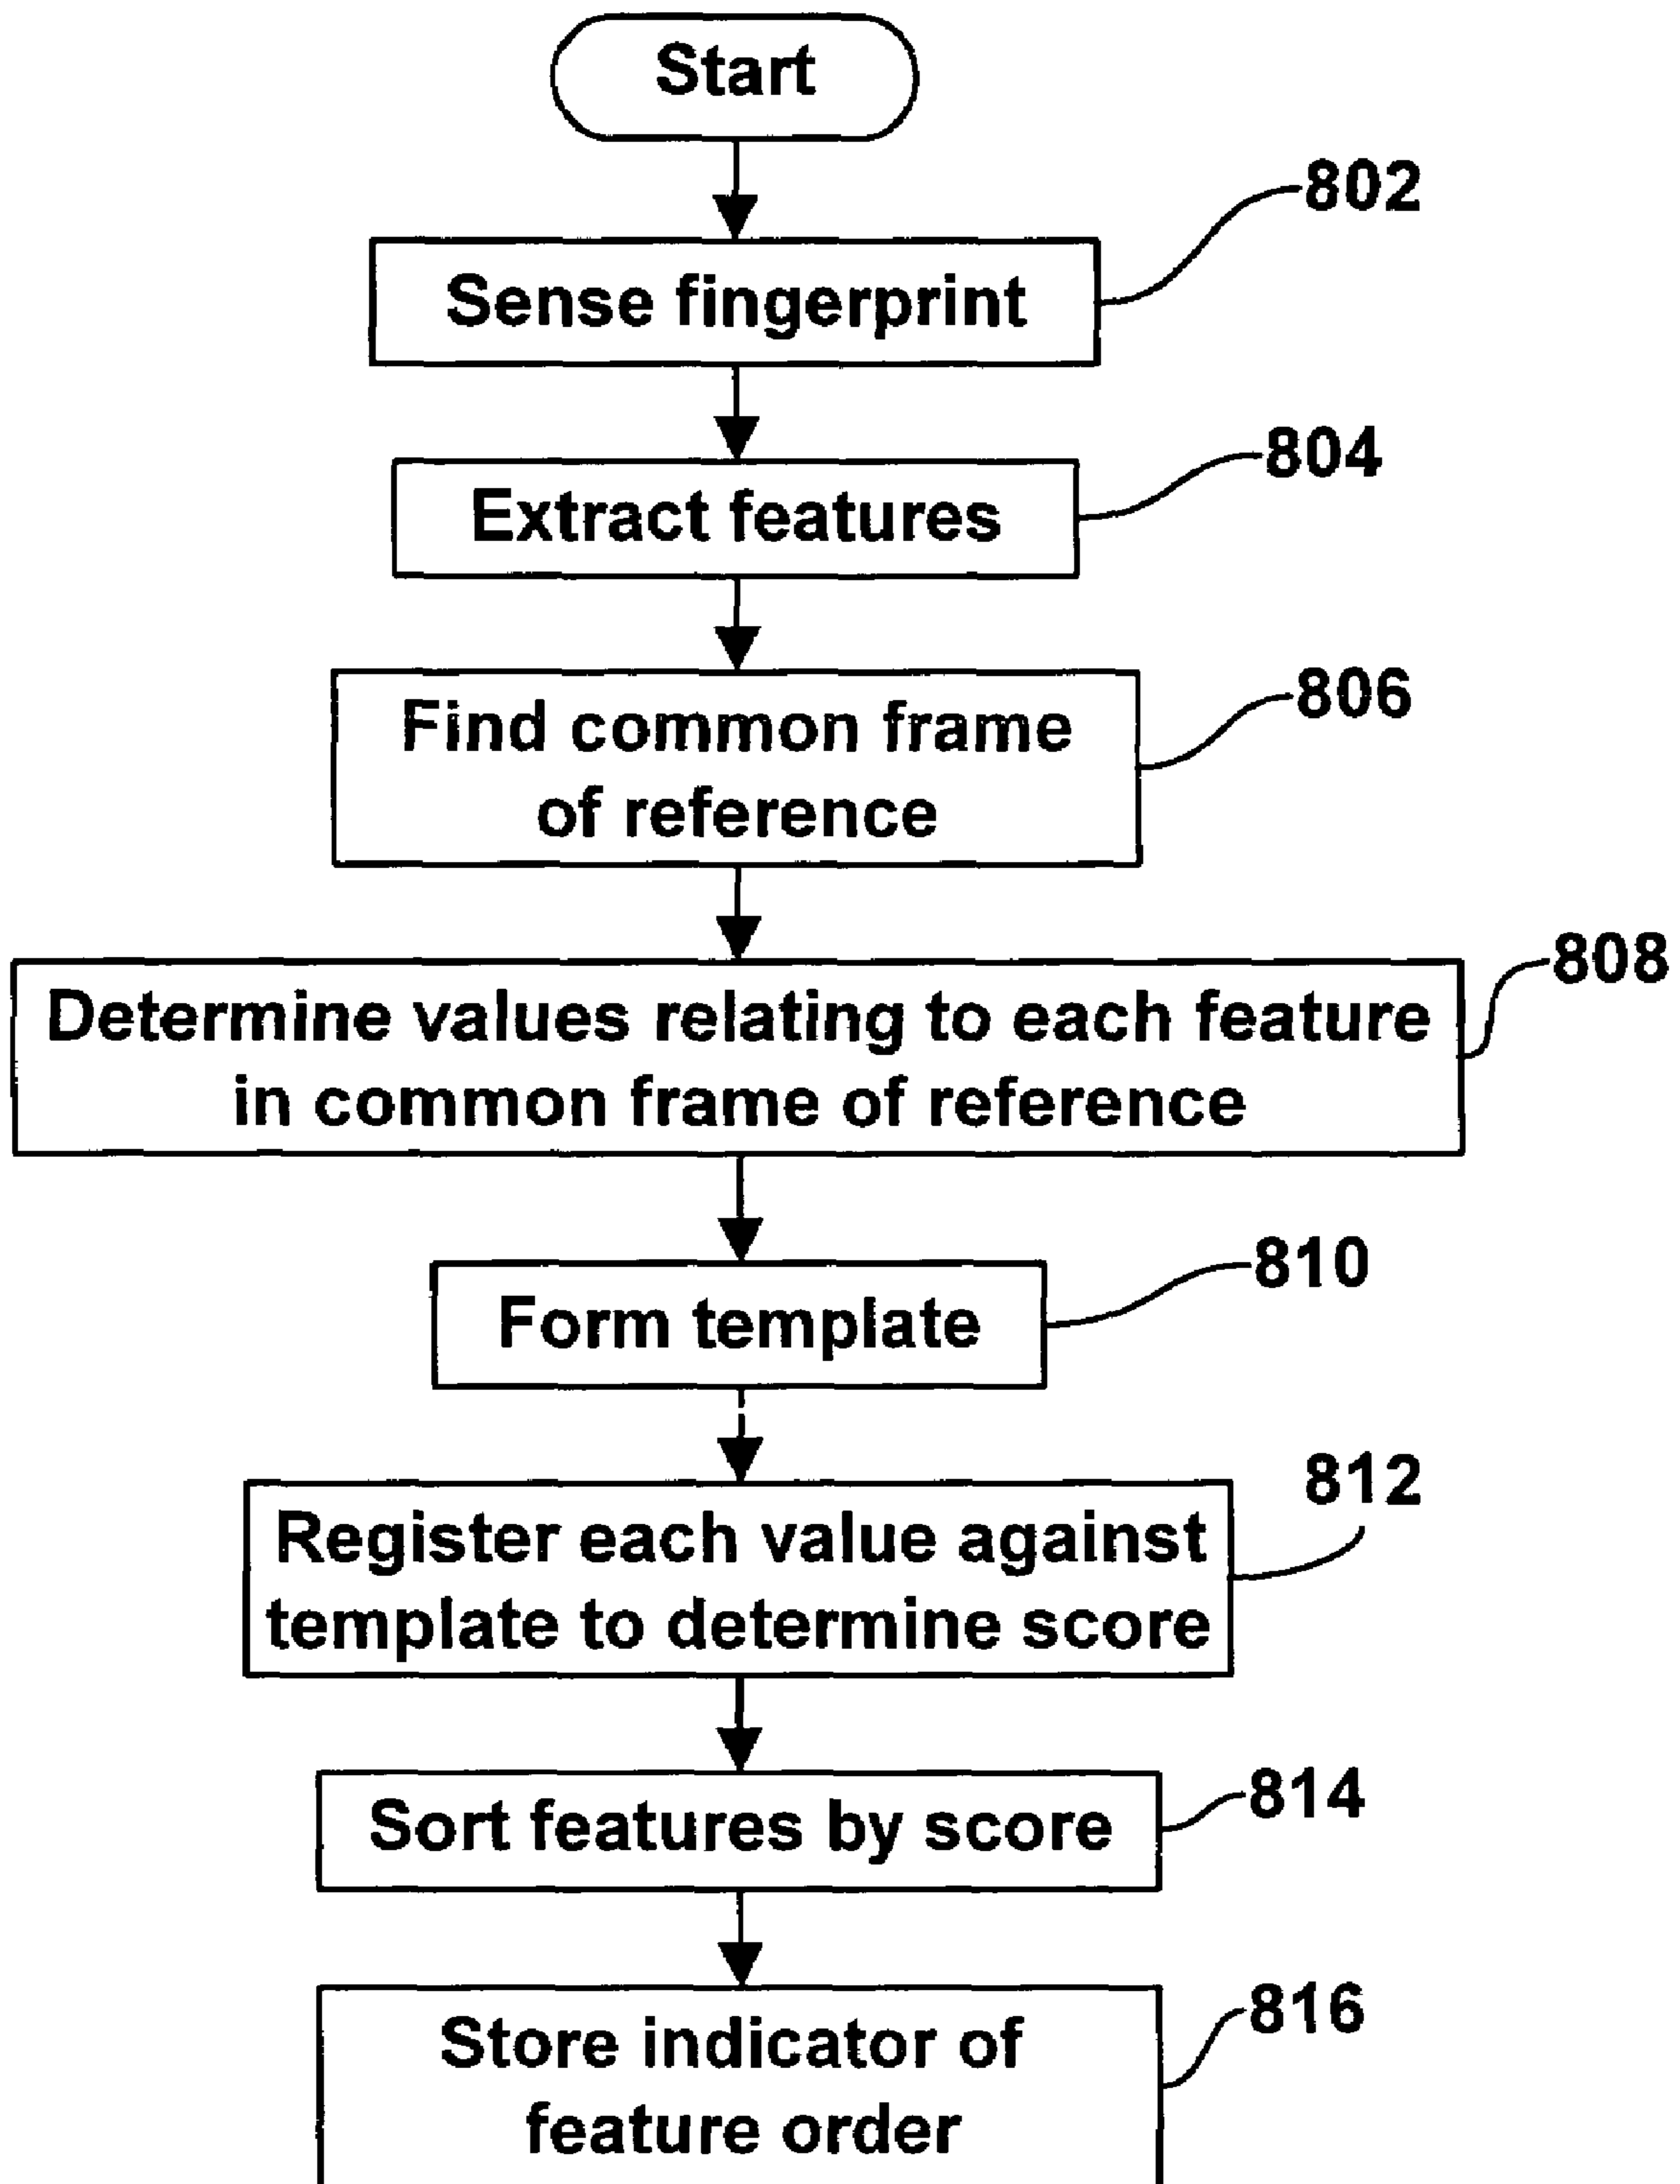 Start
802
Sense fingerprint
804
Extract features
806
Find common frame
of reference
808
Determine values relating to each feature
in common frame of reference
810
Form template
812
Register each value against
template to determine score
814
Sort features by score
816
Store indicator of
feature order